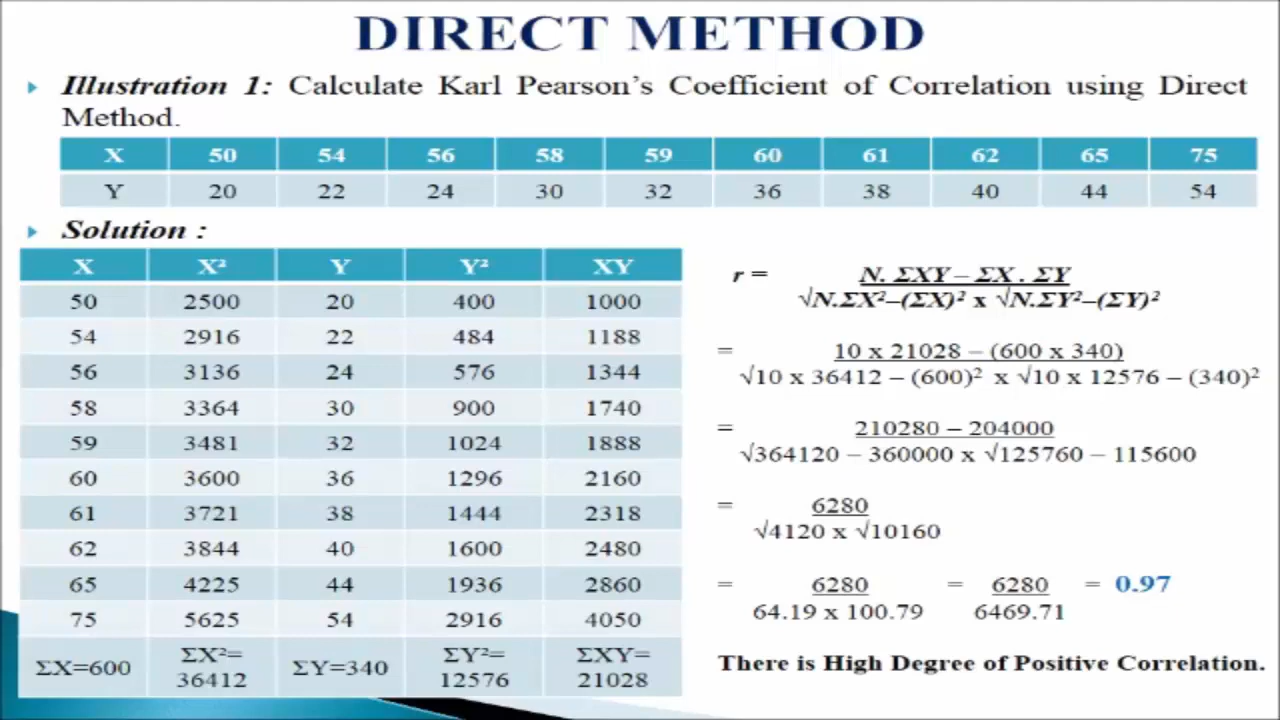 DIRECT METHOD
Illustration 1: Calculate Karl Pearson's Coefficient of Correlation using Direct
Method.
X 50 54 56 58 59 60 61 62 65 75
Y 20 22 24 30 32 36 38 40 44 54
Solution :
X X² Y Y² XY
50 2500 20 400 1000
54 2916 22 484 1188
56 3136 24 576 1344
58 3364 30 900 1740
59 3481 32 1024 1888
60 3600 36 1296 2160
61 3721 38 1444 2318
62 3844 40 1600 2480
65 4225 44 1936 2860
75 5625 54 2916 4050
ΣX=600 ΣX²= 36412 ΣY=340 ΣY²= 12576 ΣXY= 21028
r = N. ΣXY – ΣX . ΣY
√N.ΣX²–(ΣX)² x √N.ΣY²–(ΣY)²
= 10 x 21028 – (600 x 340)
√10 x 36412 – (600)² x √10 x 12576 – (340)²
= 210280 – 204000
√364120 – 360000 x √125760 – 115600
= 6280
√4120 x √10160
= 6280 = 6280 = 0.97
64.19 x 100.79 6469.71
There is High Degree of Positive Correlation.